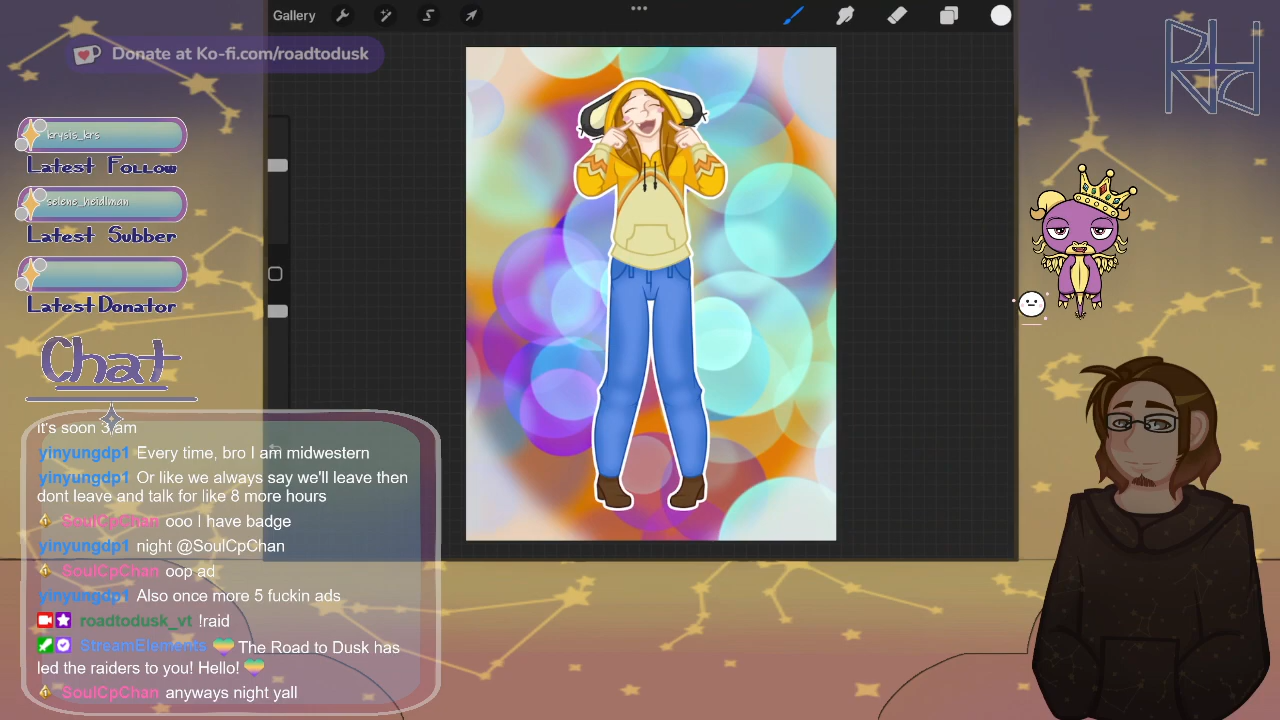 Gallery
Donate at Ko-fi.com/roadtodusk
krysis_krs
Latest Follow
selene_heidlman
Latest Subber
Latest Donator
Chat
it's soon 3 am
yinyungdp1 Every time, bro I am midwestern
yinyungdp1 Or like we always say we'll leave then
dont leave and talk for like 8 more hours
SoulCpChan ooo I have badge
yinyungdp1 night @SoulCpChan
SoulCpChan oop ad
yinyungdp1 Also once more 5 fuckin ads
roadtodusk_vt !raid
StreamElements The Road to Dusk has
led the raiders to you! Hello!
SoulCpChan anyways night yall
RtD